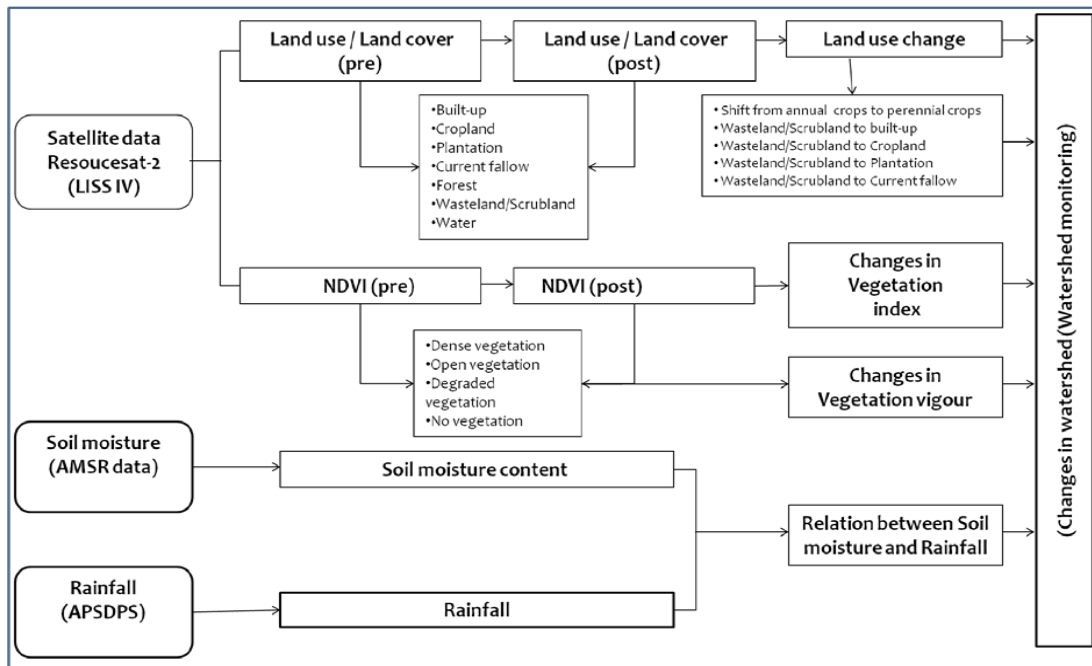 Land use / Land cover
(pre)
Land use / Land cover
(post)
Land use change
•Built-up
•Cropland
•Plantation
•Current fallow
•Forest
•Wasteland/Scrubland
•Water
•Shift from annual crops to perennial crops
•Wasteland/Scrubland to built-up
•Wasteland/Scrubland to Cropland
•Wasteland/Scrubland to Plantation
•Wasteland/Scrubland to Current fallow
Satellite data
Resoucesat-2
(LISS IV)
NDVI (pre)
NDVI (post)
Changes in
Vegetation
index
•Dense vegetation
•Open vegetation
•Degraded
vegetation
•No vegetation
Changes in
Vegetation vigour
Soil moisture
(AMSR data)
Soil moisture content
Relation between Soil
moisture and Rainfall
Rainfall
(APSDPS)
Rainfall
(Changes in watershed (Watershed monitoring)